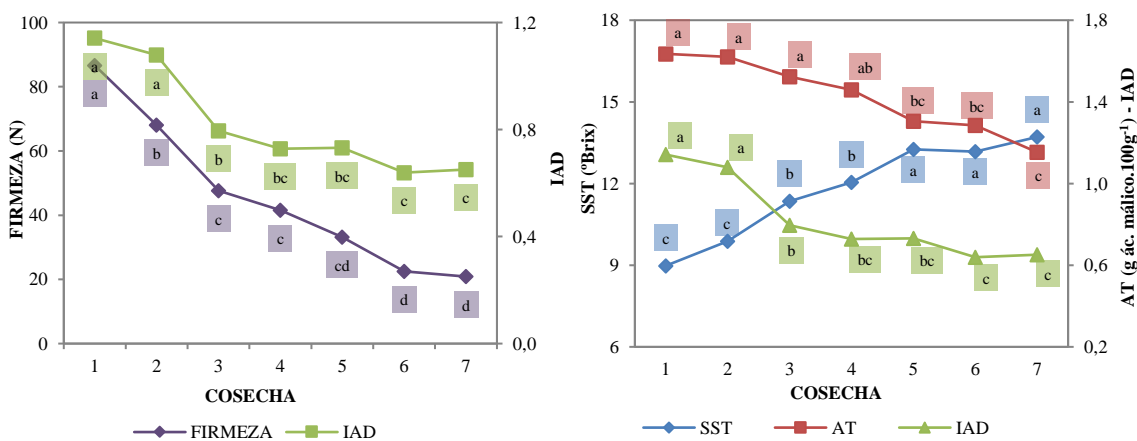 100
80
60
40
20
0
FIRMEZA (N)
1,2
0,8
0,4
0,0
IAD
a
a
b
bc
bc
c
c
a
b
c
c
cd
d
d
1 2 3 4 5 6 7
COSECHA
FIRMEZA IAD
18
15
12
9
6
SST (ºBrix)
1,8
1,4
1,0
0,6
0,2
AT (g ác. málico.100g-¹) - IAD
a
a
a
ab
bc
bc
c
c
c
b
b
a
a
a
a
a
b
bc
bc
c
c
1 2 3 4 5 6 7
COSECHA
SST AT IAD